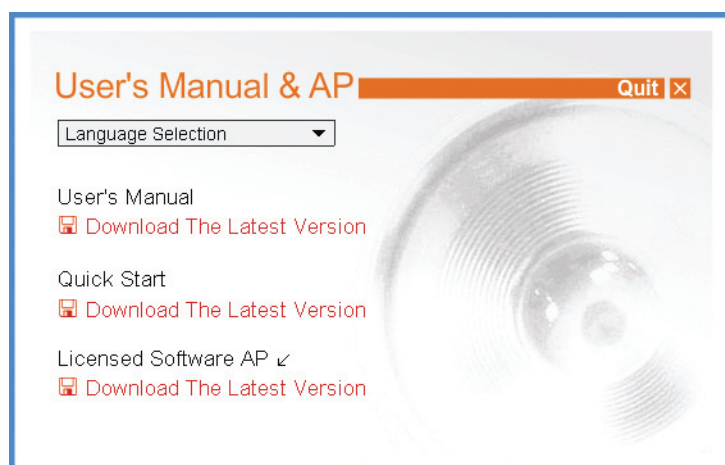 User's Manual & AP
Quit
Language Selection
User's Manual
Download The Latest Version
Quick Start
Download The Latest Version
Licensed Software AP ↙
Download The Latest Version